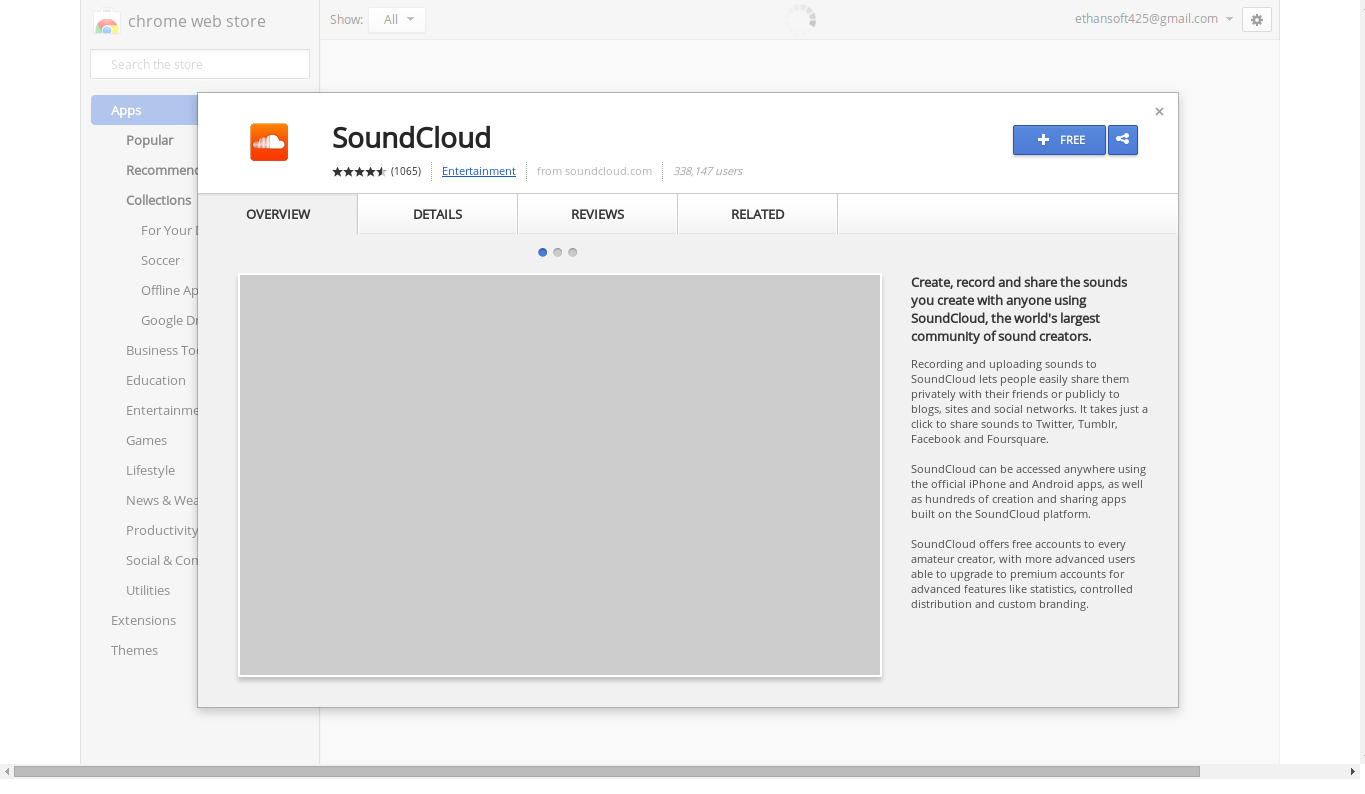 chrome web store
Show: All
ethansoft425@gmail.com
Search the store
Apps
Popular
Recommend
Collections
For Your D
Soccer
Offline Ap
Google Dr
Business Too
Education
Entertainme
Games
Lifestyle
News & Wea
Productivity
Social & Com
Utilities
Extensions
Themes
SoundCloud
(1065) Entertainment from soundcloud.com 338,147 users
FREE
OVERVIEW DETAILS REVIEWS RELATED
Create, record and share the sounds
you create with anyone using
SoundCloud, the world's largest
community of sound creators.
Recording and uploading sounds to
SoundCloud lets people easily share them
privately with their friends or publicly to
blogs, sites and social networks. It takes just a
click to share sounds to Twitter, Tumblr,
Facebook and Foursquare.
SoundCloud can be accessed anywhere using
the official iPhone and Android apps, as well
as hundreds of creation and sharing apps
built on the SoundCloud platform.
SoundCloud offers free accounts to every
amateur creator, with more advanced users
able to upgrade to premium accounts for
advanced features like statistics, controlled
distribution and custom branding.